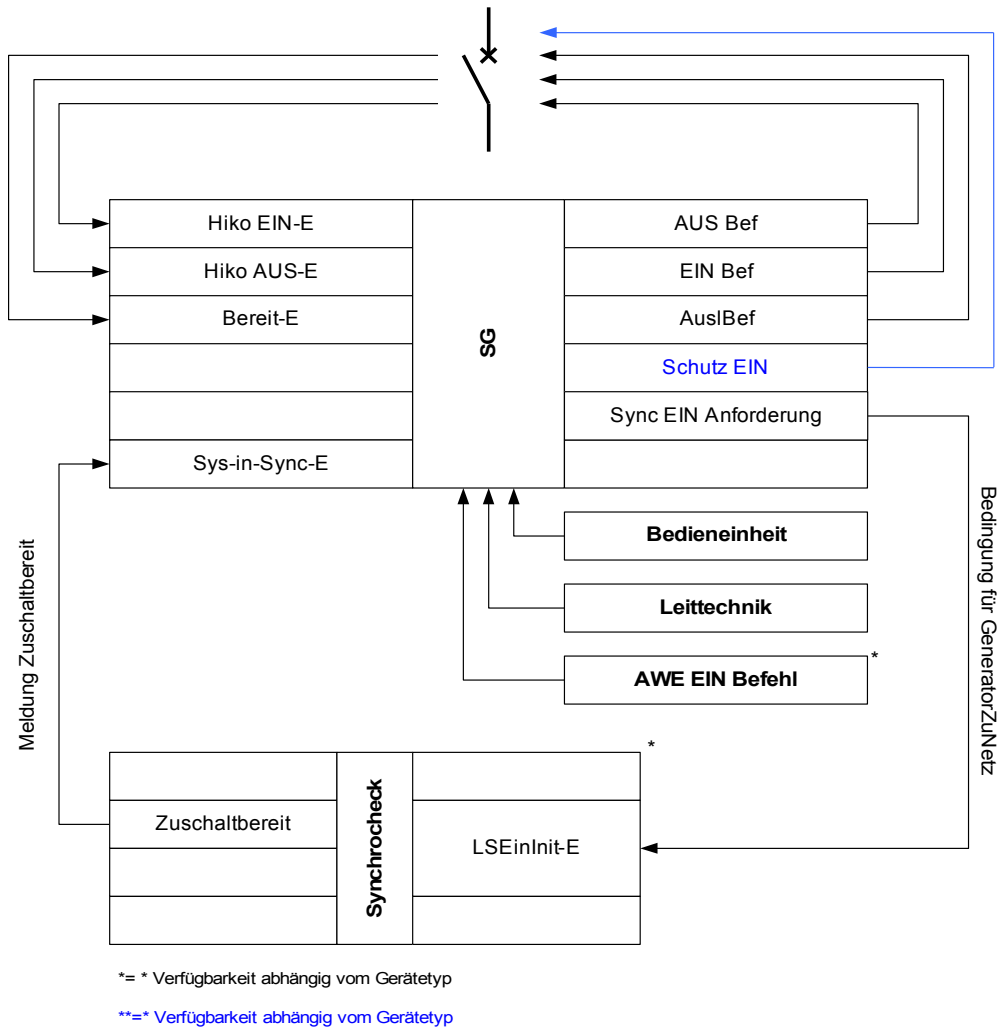 Hiko EIN-E
AUS Bef
Hiko AUS-E
EIN Bef
Bereit-E
AuslBef
SG
Schutz EIN
Sync EIN Anforderung
Sys-in-Sync-E
Bedieneinheit
Leittechnik
AWE EIN Befehl
*
Meldung Zuschaltbereit
Bedingung für GeneratorZuNetz
*
Zuschaltbereit
Synchrocheck
LSEinInit-E
*= * Verfügbarkeit abhängig vom Gerätetyp
**=* Verfügbarkeit abhängig vom Gerätetyp